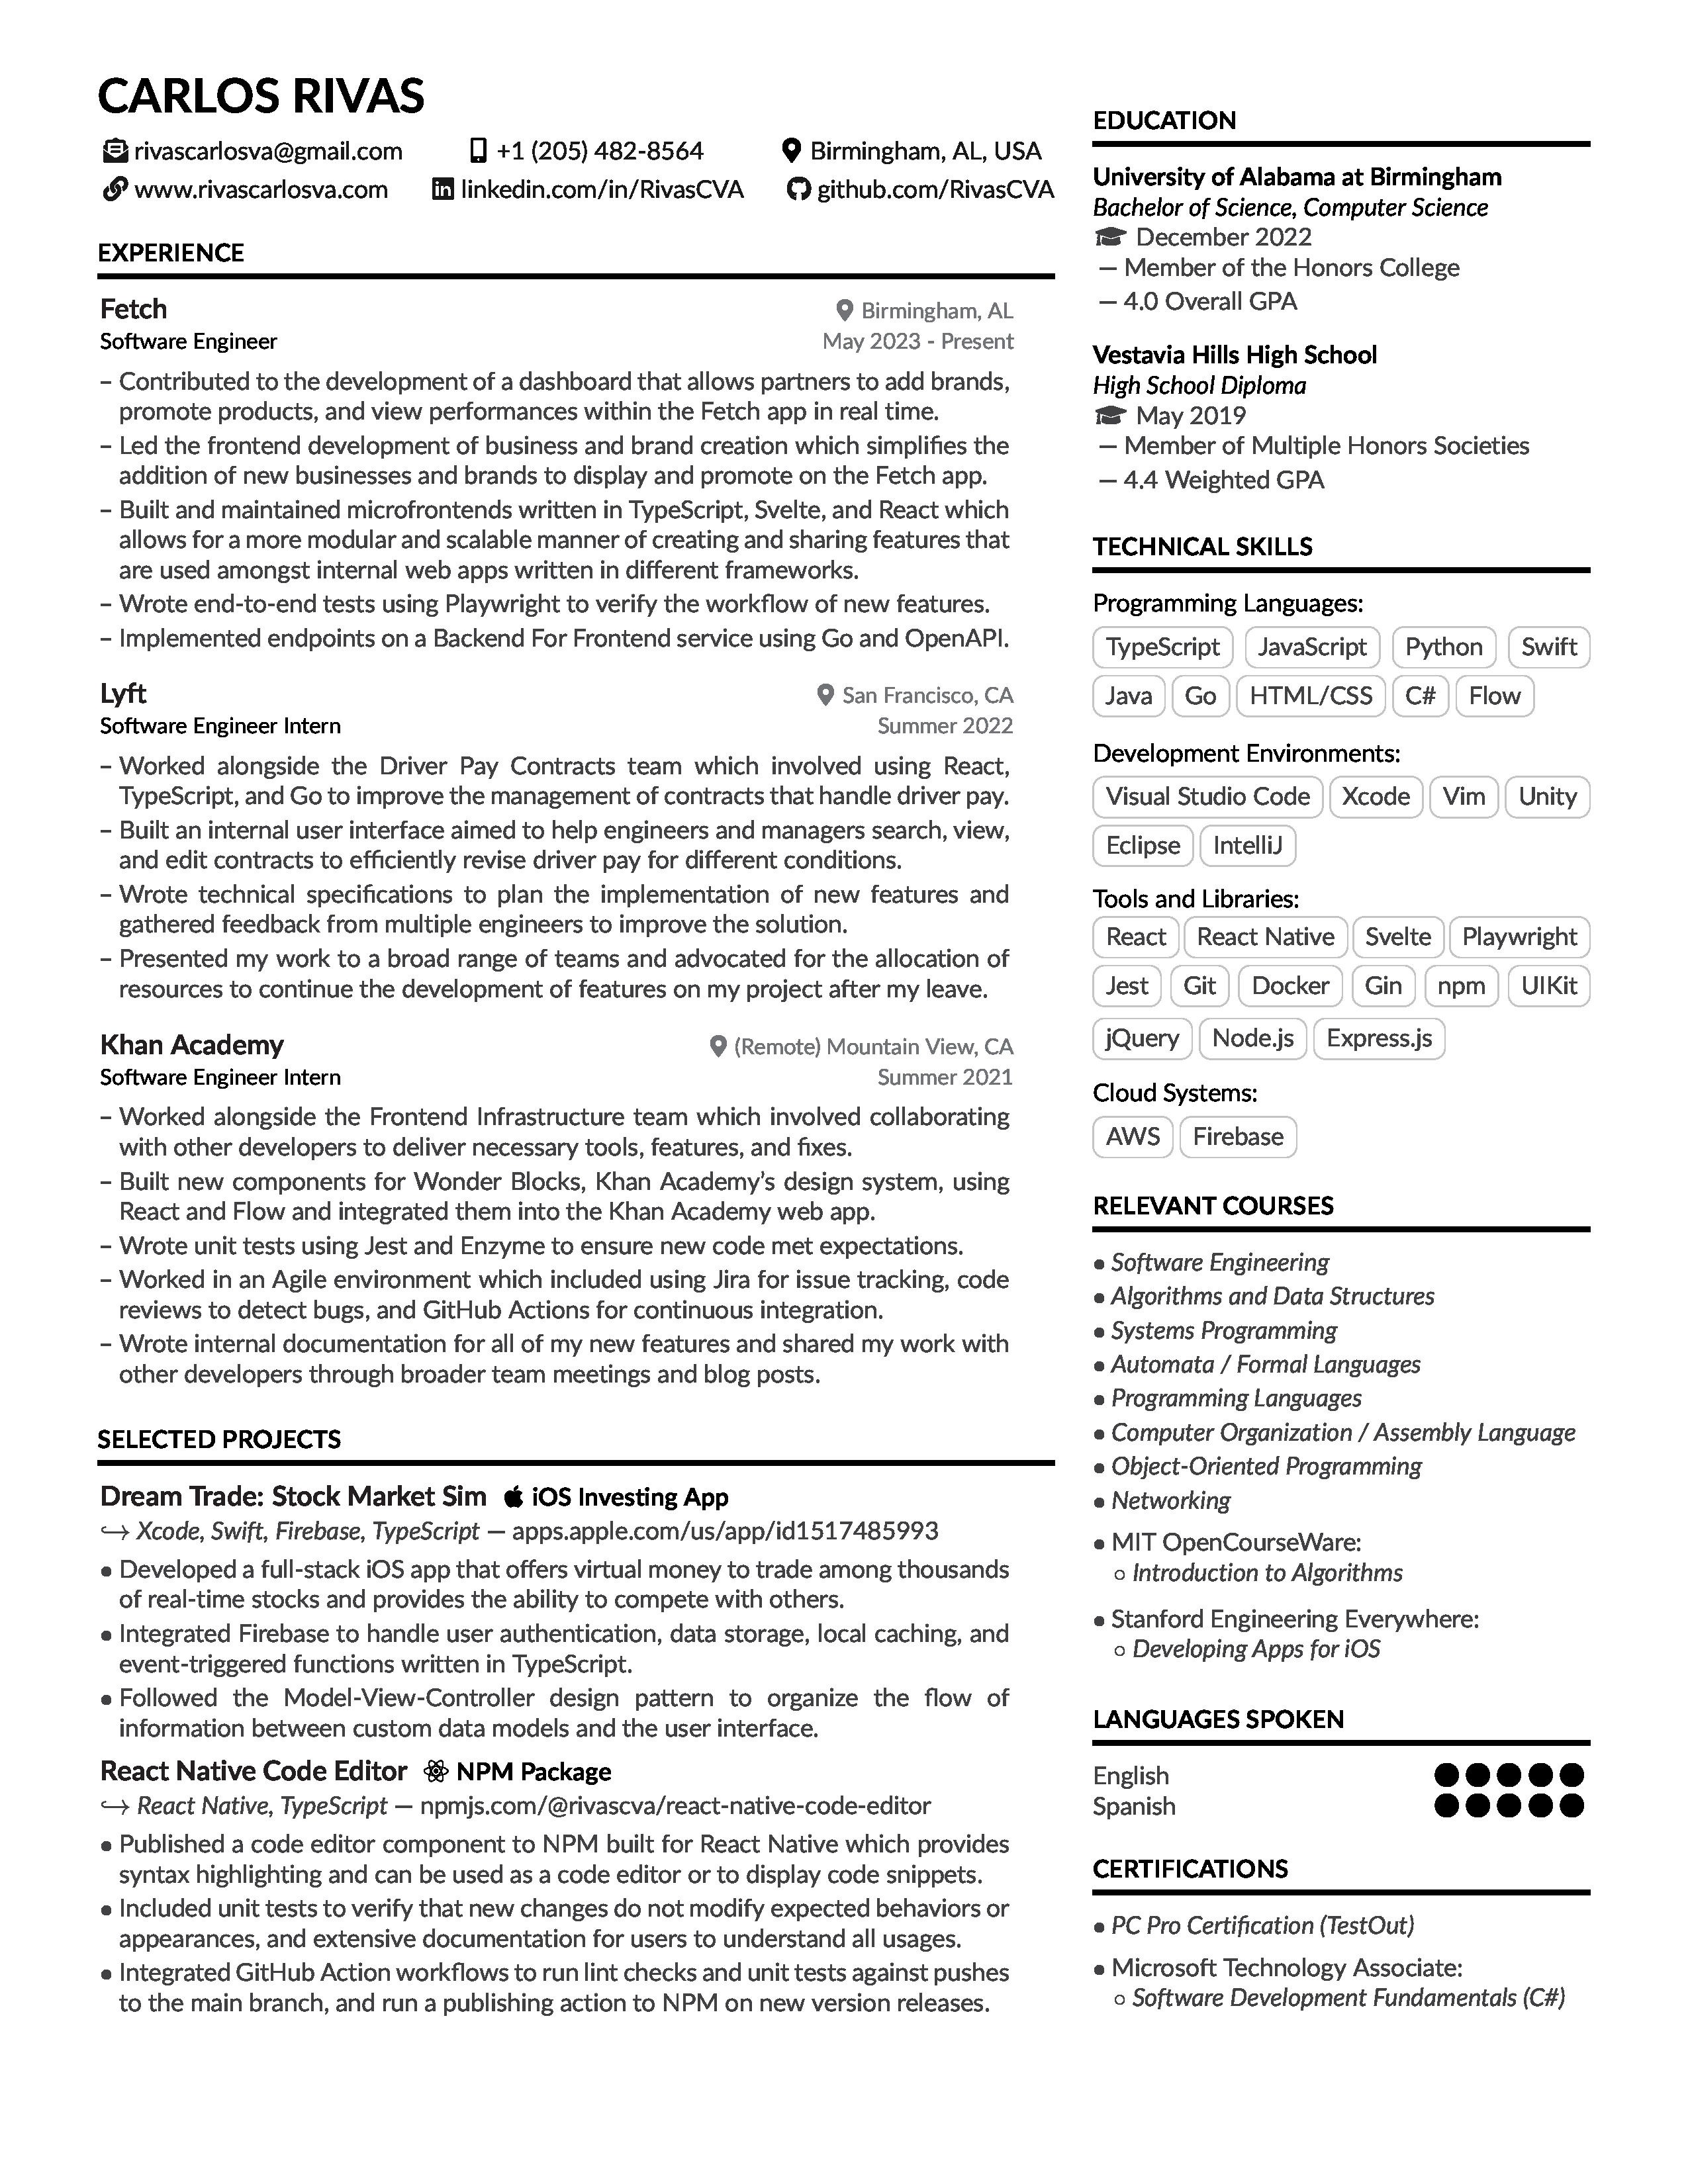 CARLOS RIVAS
rivascarlosva@gmail.com +1 (205) 482-8564 Birmingham, AL, USA
www.rivascarlosva.com linkedin.com/in/RivasCVA github.com/RivasCVA
EXPERIENCE
Fetch Birmingham, AL
Software Engineer May 2023 - Present
– Contributed to the development of a dashboard that allows partners to add brands,
promote products, and view performances within the Fetch app in real time.
– Led the frontend development of business and brand creation which simplifies the
addition of new businesses and brands to display and promote on the Fetch app.
– Built and maintained microfrontends written in TypeScript, Svelte, and React which
allows for a more modular and scalable manner of creating and sharing features that
are used amongst internal web apps written in different frameworks.
– Wrote end-to-end tests using Playwright to verify the workflow of new features.
– Implemented endpoints on a Backend For Frontend service using Go and OpenAPI.
Lyft San Francisco, CA
Software Engineer Intern Summer 2022
– Worked alongside the Driver Pay Contracts team which involved using React,
TypeScript, and Go to improve the management of contracts that handle driver pay.
– Built an internal user interface aimed to help engineers and managers search, view,
and edit contracts to efficiently revise driver pay for different conditions.
– Wrote technical specifications to plan the implementation of new features and
gathered feedback from multiple engineers to improve the solution.
– Presented my work to a broad range of teams and advocated for the allocation of
resources to continue the development of features on my project after my leave.
Khan Academy (Remote) Mountain View, CA
Software Engineer Intern Summer 2021
– Worked alongside the Frontend Infrastructure team which involved collaborating
with other developers to deliver necessary tools, features, and fixes.
– Built new components for Wonder Blocks, Khan Academy's design system, using
React and Flow and integrated them into the Khan Academy web app.
– Wrote unit tests using Jest and Enzyme to ensure new code met expectations.
– Worked in an Agile environment which included using Jira for issue tracking, code
reviews to detect bugs, and GitHub Actions for continuous integration.
– Wrote internal documentation for all of my new features and shared my work with
other developers through broader team meetings and blog posts.
SELECTED PROJECTS
Dream Trade: Stock Market Sim iOS Investing App
↪ Xcode, Swift, Firebase, TypeScript — apps.apple.com/us/app/id1517485993
• Developed a full-stack iOS app that offers virtual money to trade among thousands
of real-time stocks and provides the ability to compete with others.
• Integrated Firebase to handle user authentication, data storage, local caching, and
event-triggered functions written in TypeScript.
• Followed the Model-View-Controller design pattern to organize the flow of
information between custom data models and the user interface.
React Native Code Editor NPM Package
↪ React Native, TypeScript — npmjs.com/@rivascva/react-native-code-editor
• Published a code editor component to NPM built for React Native which provides
syntax highlighting and can be used as a code editor or to display code snippets.
• Included unit tests to verify that new changes do not modify expected behaviors or
appearances, and extensive documentation for users to understand all usages.
• Integrated GitHub Action workflows to run lint checks and unit tests against pushes
to the main branch, and run a publishing action to NPM on new version releases.
EDUCATION
University of Alabama at Birmingham
Bachelor of Science, Computer Science
December 2022
— Member of the Honors College
— 4.0 Overall GPA
Vestavia Hills High School
High School Diploma
May 2019
— Member of Multiple Honors Societies
— 4.4 Weighted GPA
TECHNICAL SKILLS
Programming Languages:
TypeScript JavaScript Python Swift
Java Go HTML/CSS C# Flow
Development Environments:
Visual Studio Code Xcode Vim Unity
Eclipse IntelliJ
Tools and Libraries:
React React Native Svelte Playwright
Jest Git Docker Gin npm UIKit
jQuery Node.js Express.js
Cloud Systems:
AWS Firebase
RELEVANT COURSES
• Software Engineering
• Algorithms and Data Structures
• Systems Programming
• Automata / Formal Languages
• Programming Languages
• Computer Organization / Assembly Language
• Object-Oriented Programming
• Networking
• MIT OpenCourseWare:
○ Introduction to Algorithms
• Stanford Engineering Everywhere:
○ Developing Apps for iOS
LANGUAGES SPOKEN
English
Spanish
CERTIFICATIONS
• PC Pro Certification (TestOut)
• Microsoft Technology Associate:
○ Software Development Fundamentals (C#)